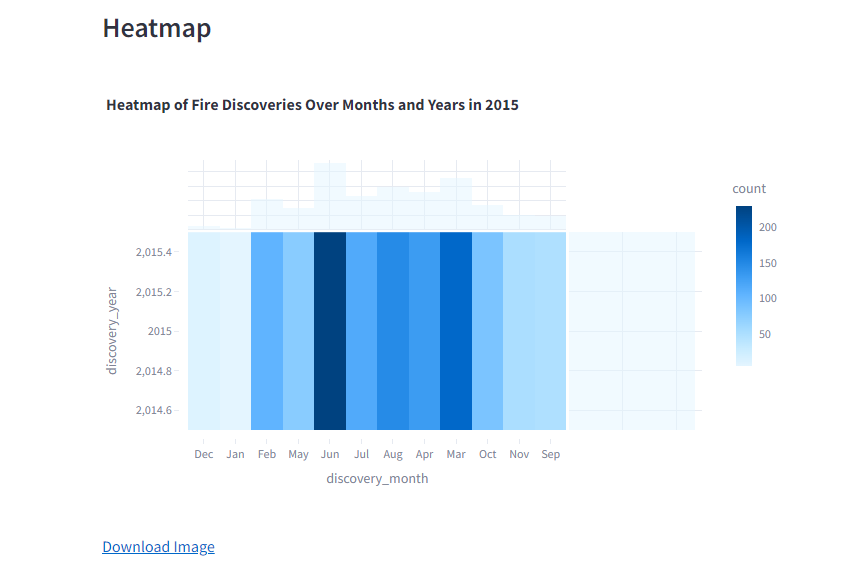 Heatmap
Heatmap of Fire Discoveries Over Months and Years in 2015
count
200
150
100
50
discovery_year
2,015.4
2,015.2
2015
2,014.8
2,014.6
Dec Jan Feb May Jun Jul Aug Apr Mar Oct Nov Sep
discovery_month
Download Image